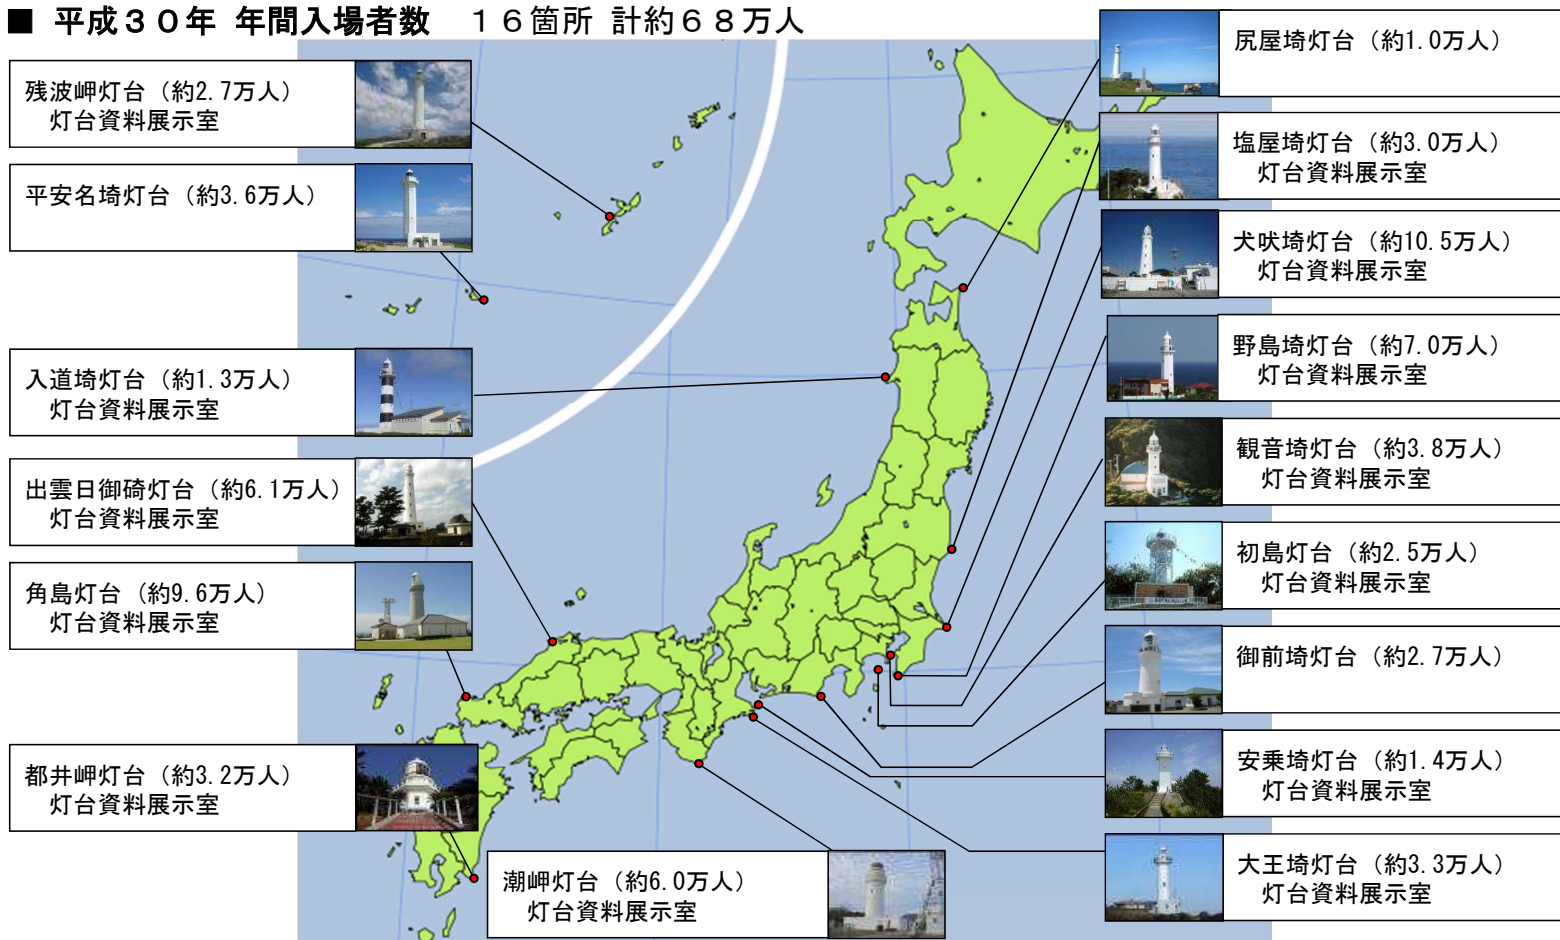 ■ 平成３０年 年間入場者数　１６箇所 計約６８万人
残波岬灯台（約2.7万人）
灯台資料展示室
平安名埼灯台（約3.6万人）
入道埼灯台（約1.3万人）
灯台資料展示室
出雲日御碕灯台（約6.1万人）
灯台資料展示室
角島灯台（約9.6万人）
灯台資料展示室
都井岬灯台（約3.2万人）
灯台資料展示室
潮岬灯台（約6.0万人）
灯台資料展示室
尻屋埼灯台（約1.0万人）
塩屋埼灯台（約3.0万人）
灯台資料展示室
犬吠埼灯台（約10.5万人）
灯台資料展示室
野島埼灯台（約7.0万人）
灯台資料展示室
観音埼灯台（約3.8万人）
灯台資料展示室
初島灯台（約2.5万人）
灯台資料展示室
御前埼灯台（約2.7万人）
安乗埼灯台（約1.4万人）
灯台資料展示室
大王埼灯台（約3.3万人）
灯台資料展示室